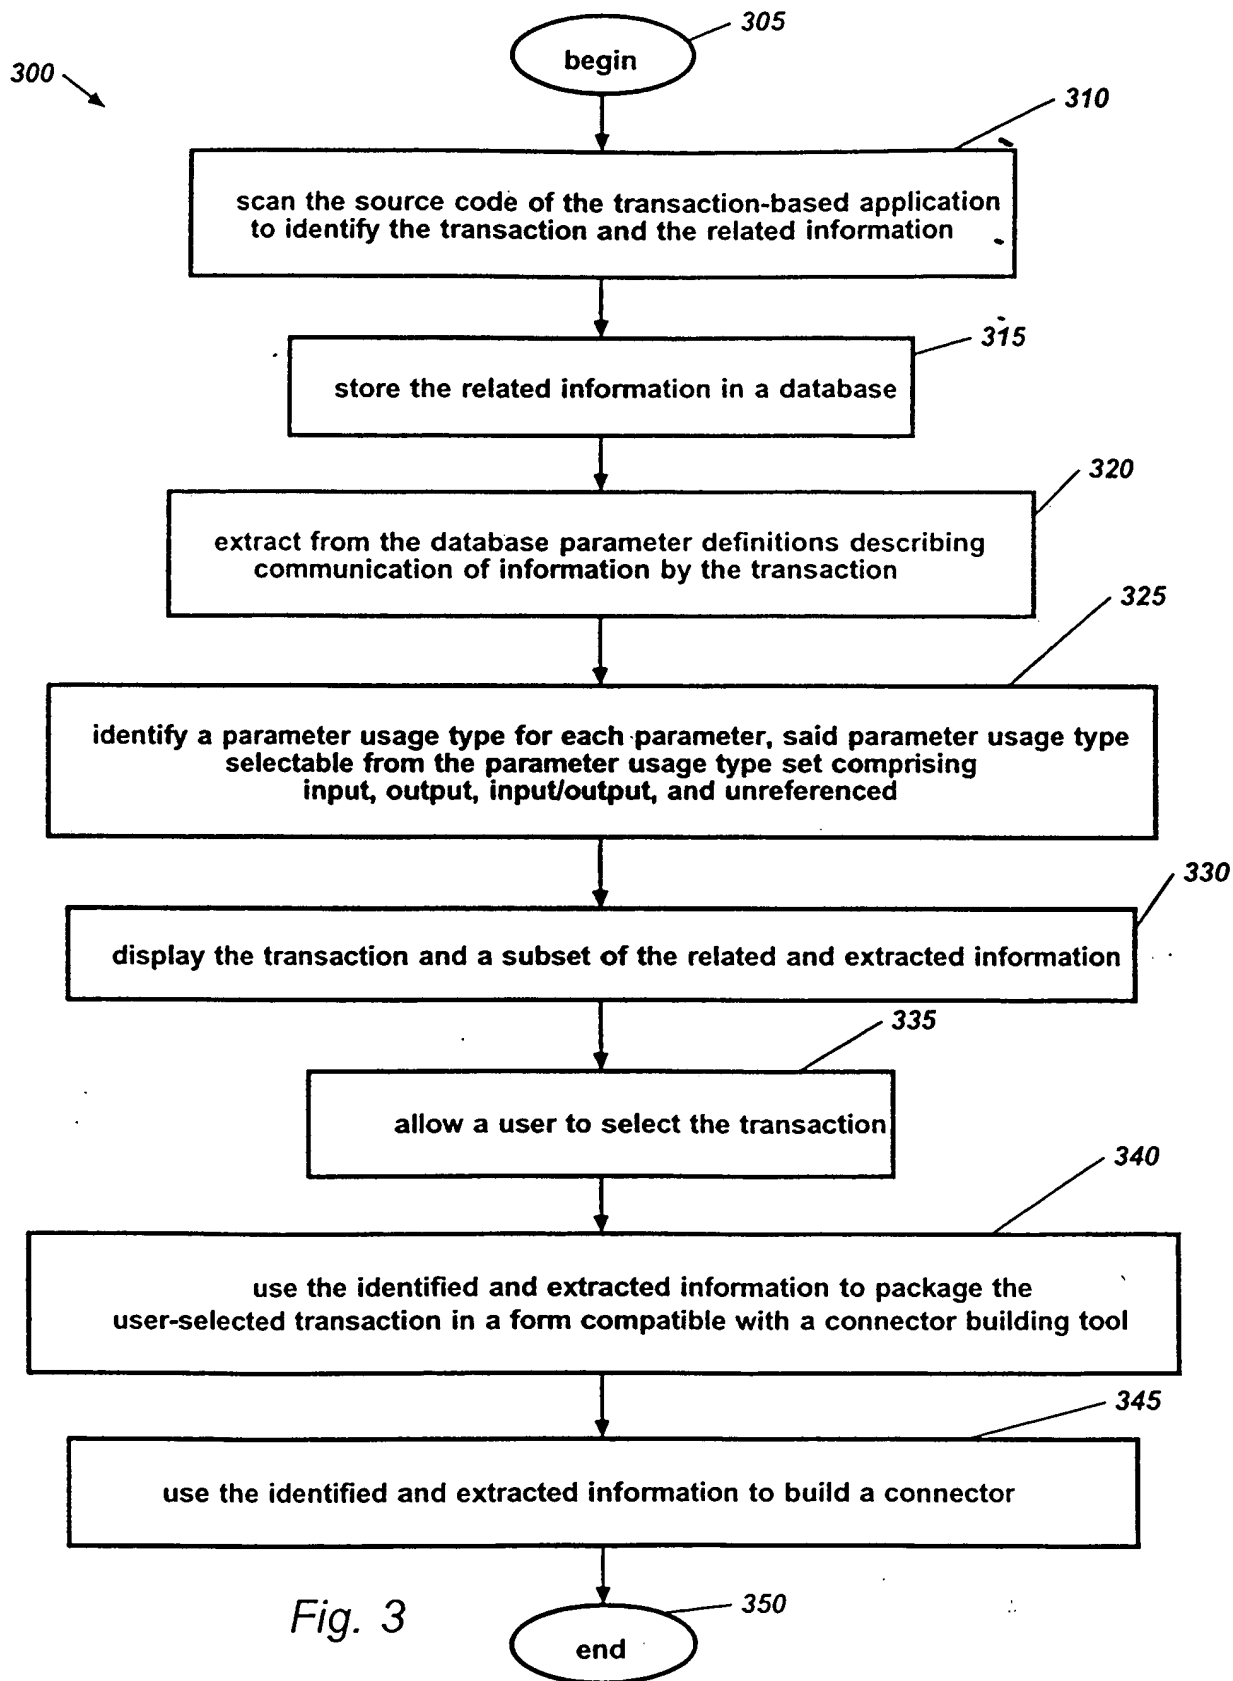 305
begin
300
310
scan the source code of the transaction-based application
to identify the transaction and the related information
315
store the related information in a database
320
extract from the database parameter definitions describing
communication of information by the transaction
325
identify a parameter usage type for each parameter, said parameter usage type
selectable from the parameter usage type set comprising
input, output, input/output, and unreferenced
330
display the transaction and a subset of the related and extracted information
335
allow a user to select the transaction
340
use the identified and extracted information to package the
user-selected transaction in a form compatible with a connector building tool
345
use the identified and extracted information to build a connector
Fig. 3
350
end